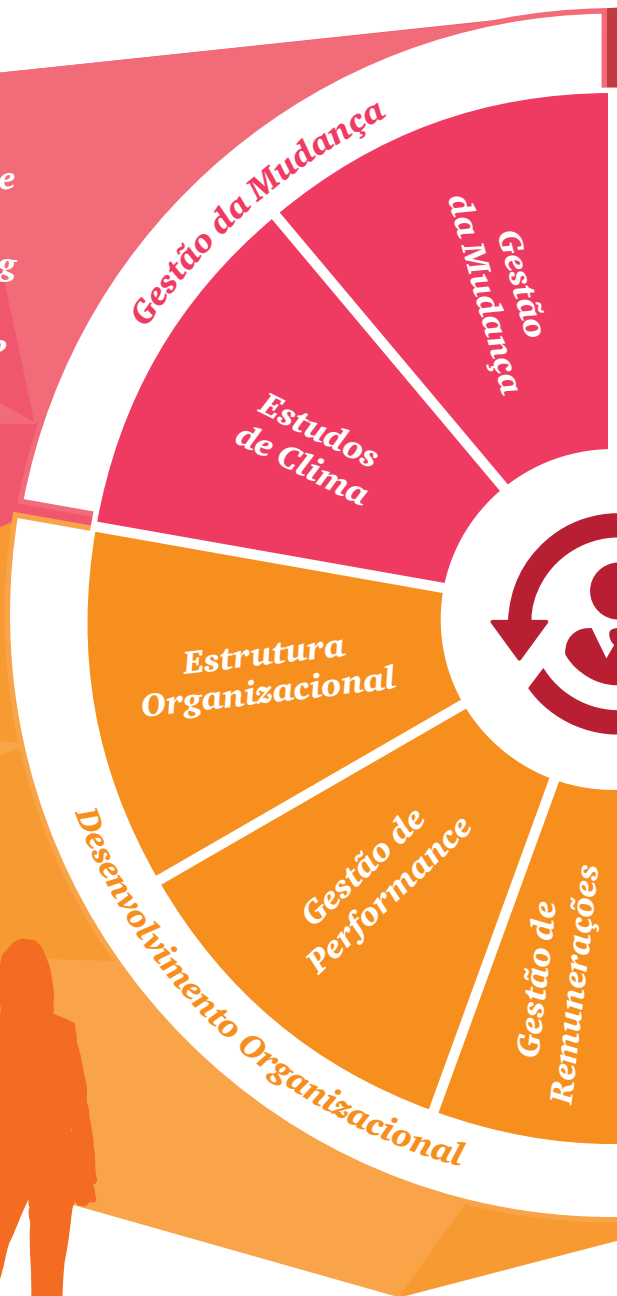 e
g
Gestão da Mudança
Gestão
da Mudança
Estudos
de Clima
Estrutura
Organizacional
Gestão de
Performance
Gestão de
Remunerações
Desenvolvimento Organizacional